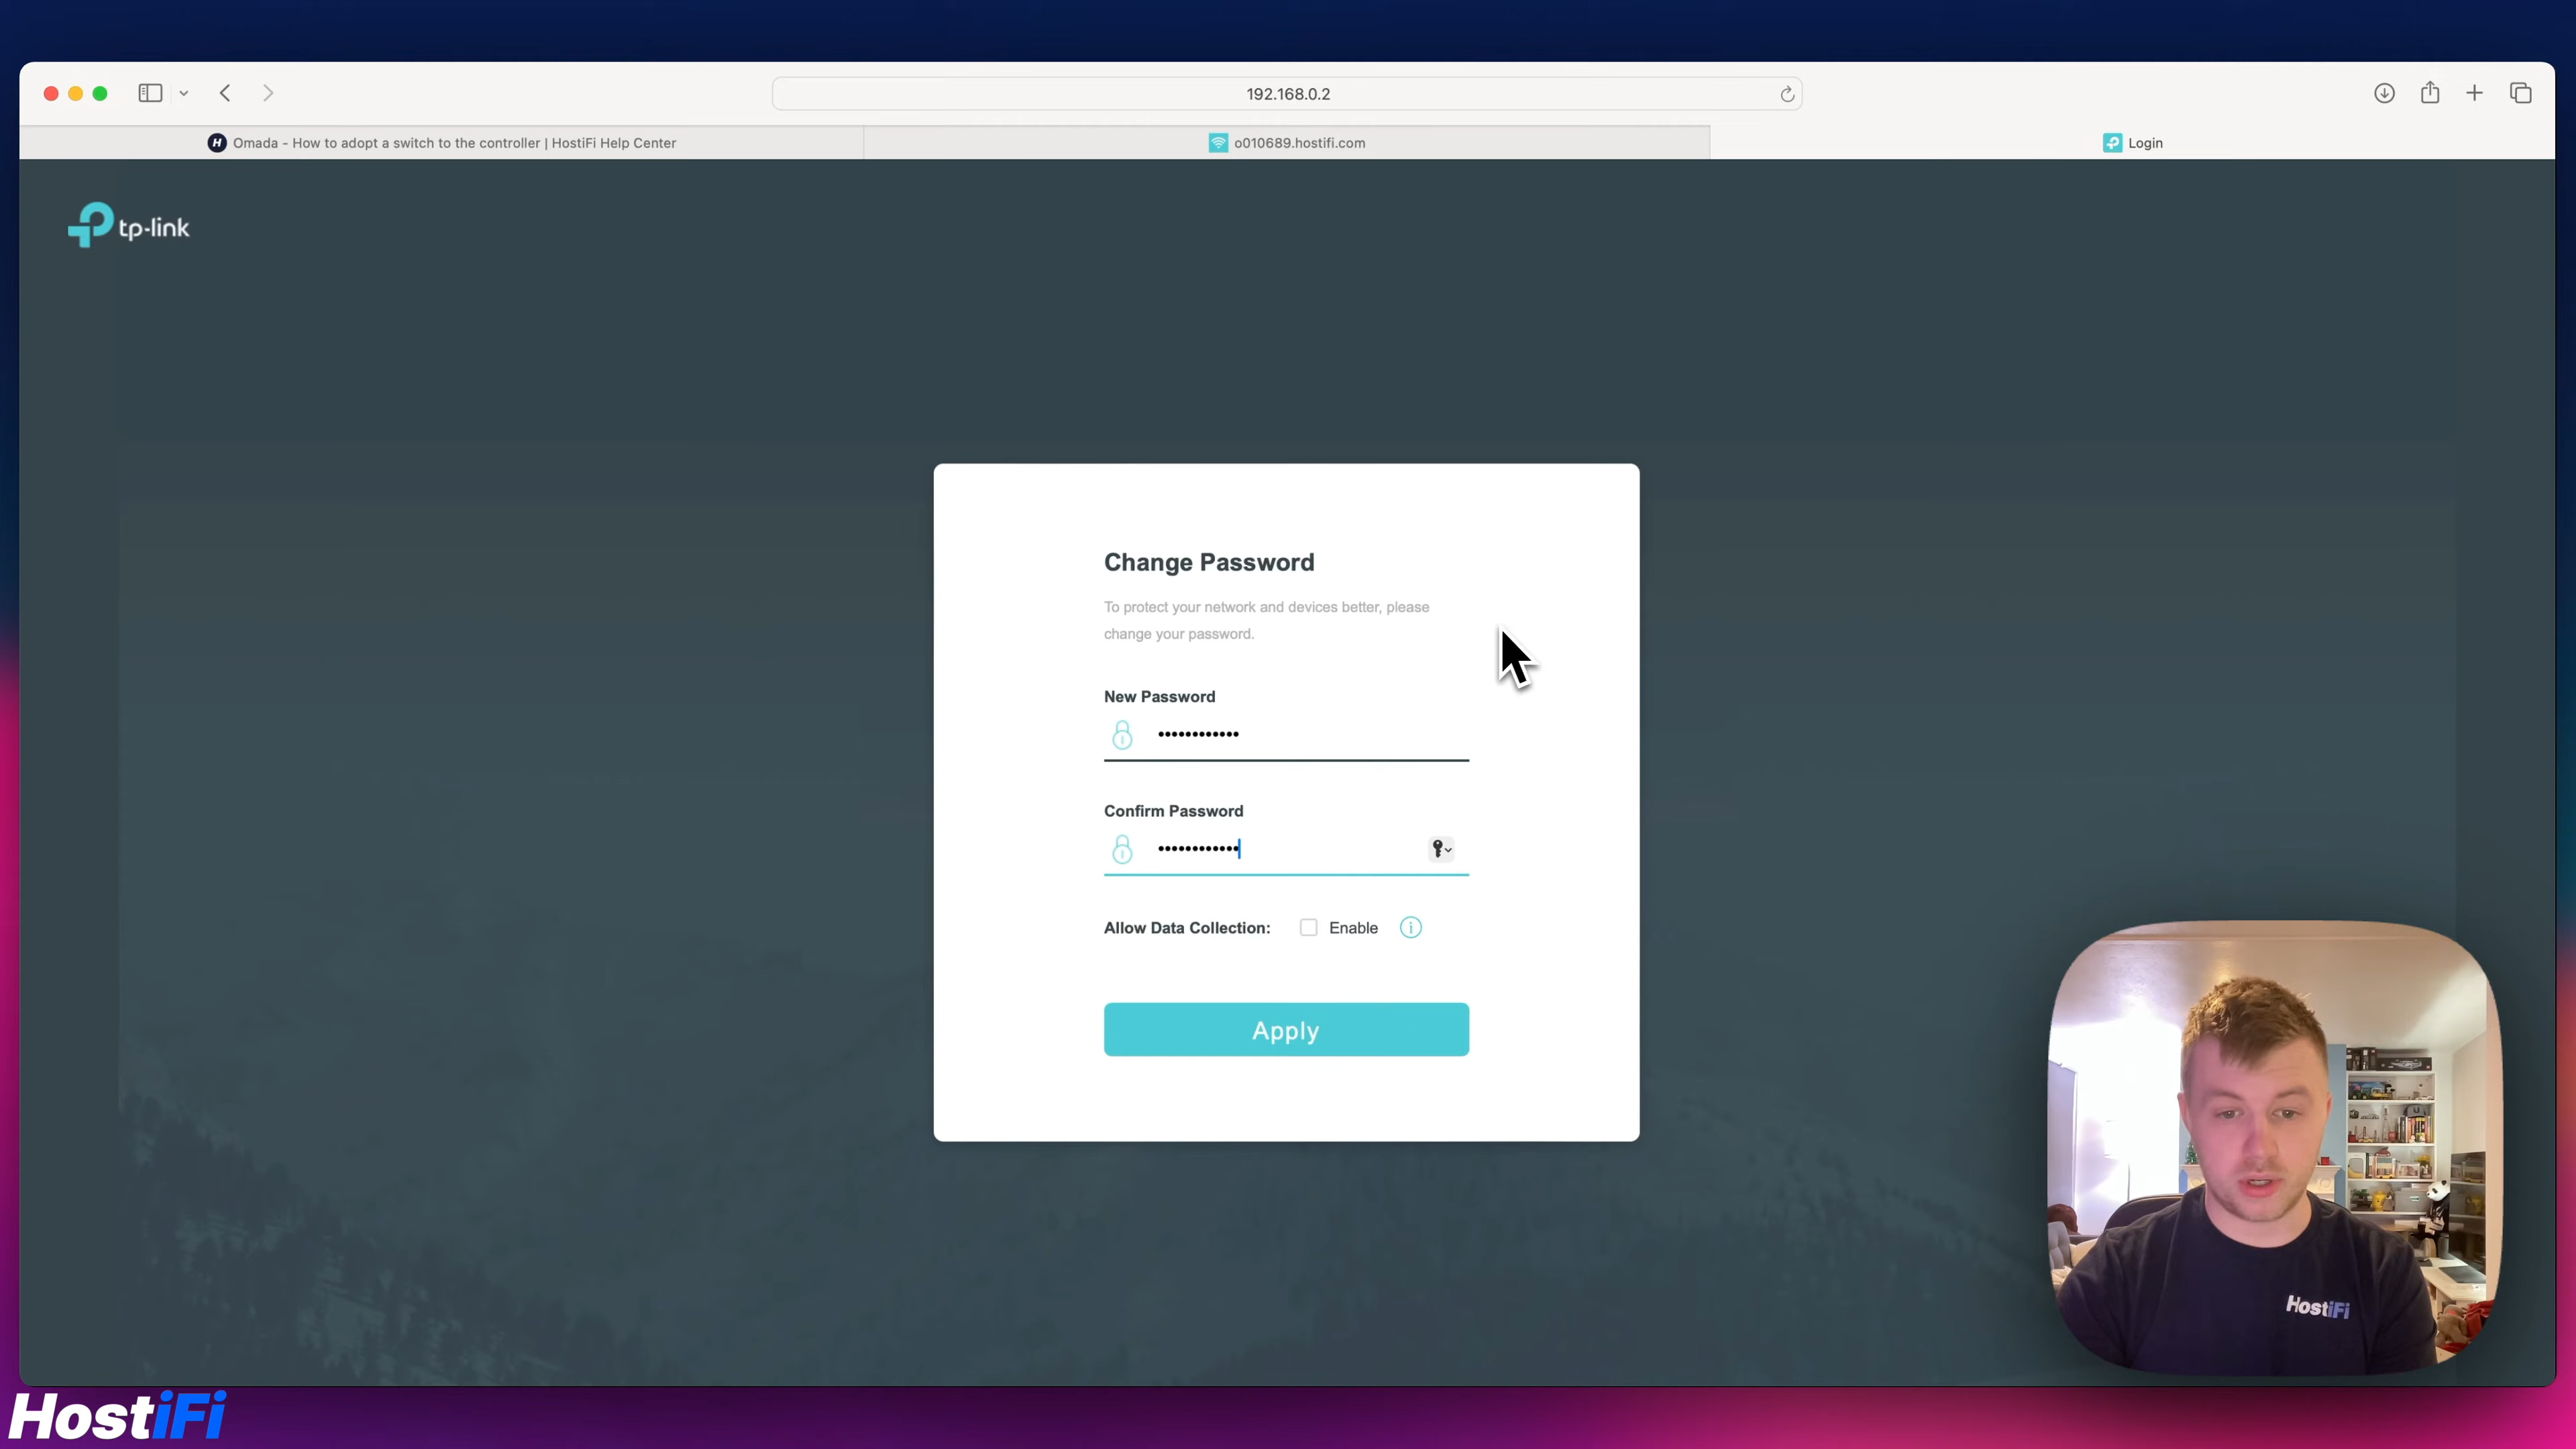 192.168.0.2
Omada - How to adopt a switch to the controller | HostiFi Help Center
o010689.hostifi.com
Login
tp-link
Change Password
To protect your network and devices better, please
change your password.
New Password
••••••••••••
Confirm Password
••••••••••••
Allow Data Collection:
Enable
Apply
HostiFi
HostiFi